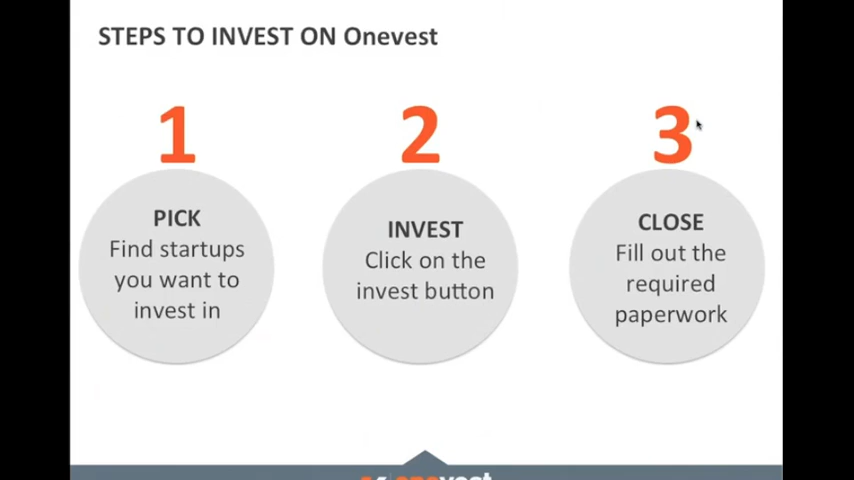 STEPS TO INVEST ON Onevest
1
PICK
Find startups
you want to
invest in
2
INVEST
Click on the
invest button
3
CLOSE
Fill out the
required
paperwork
onevest